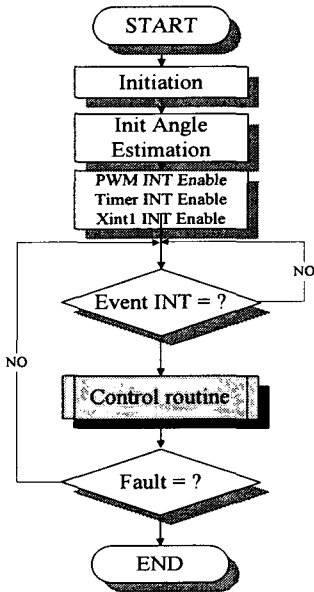 START
Initiation
Init Angle
Estimation
PWM INT Enable
Timer INT Enable
Xint1 INT Enable
NO
Event INT = ?
NO
Control routine
Fault = ?
END